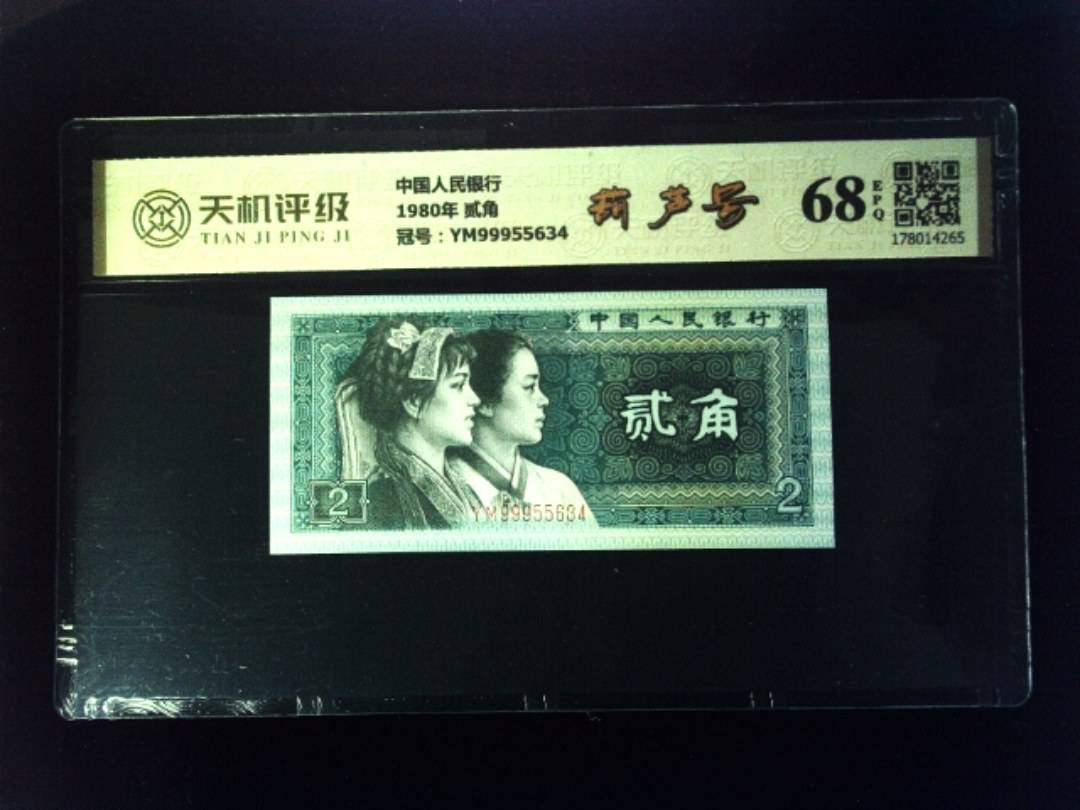 天机评级
TIAN JI PING JI
中国人民银行
1980年 贰角
冠号：YM99955634
葫芦号
68
EPQ
178014265
中国人民银行
贰角
2
2
YM99955634